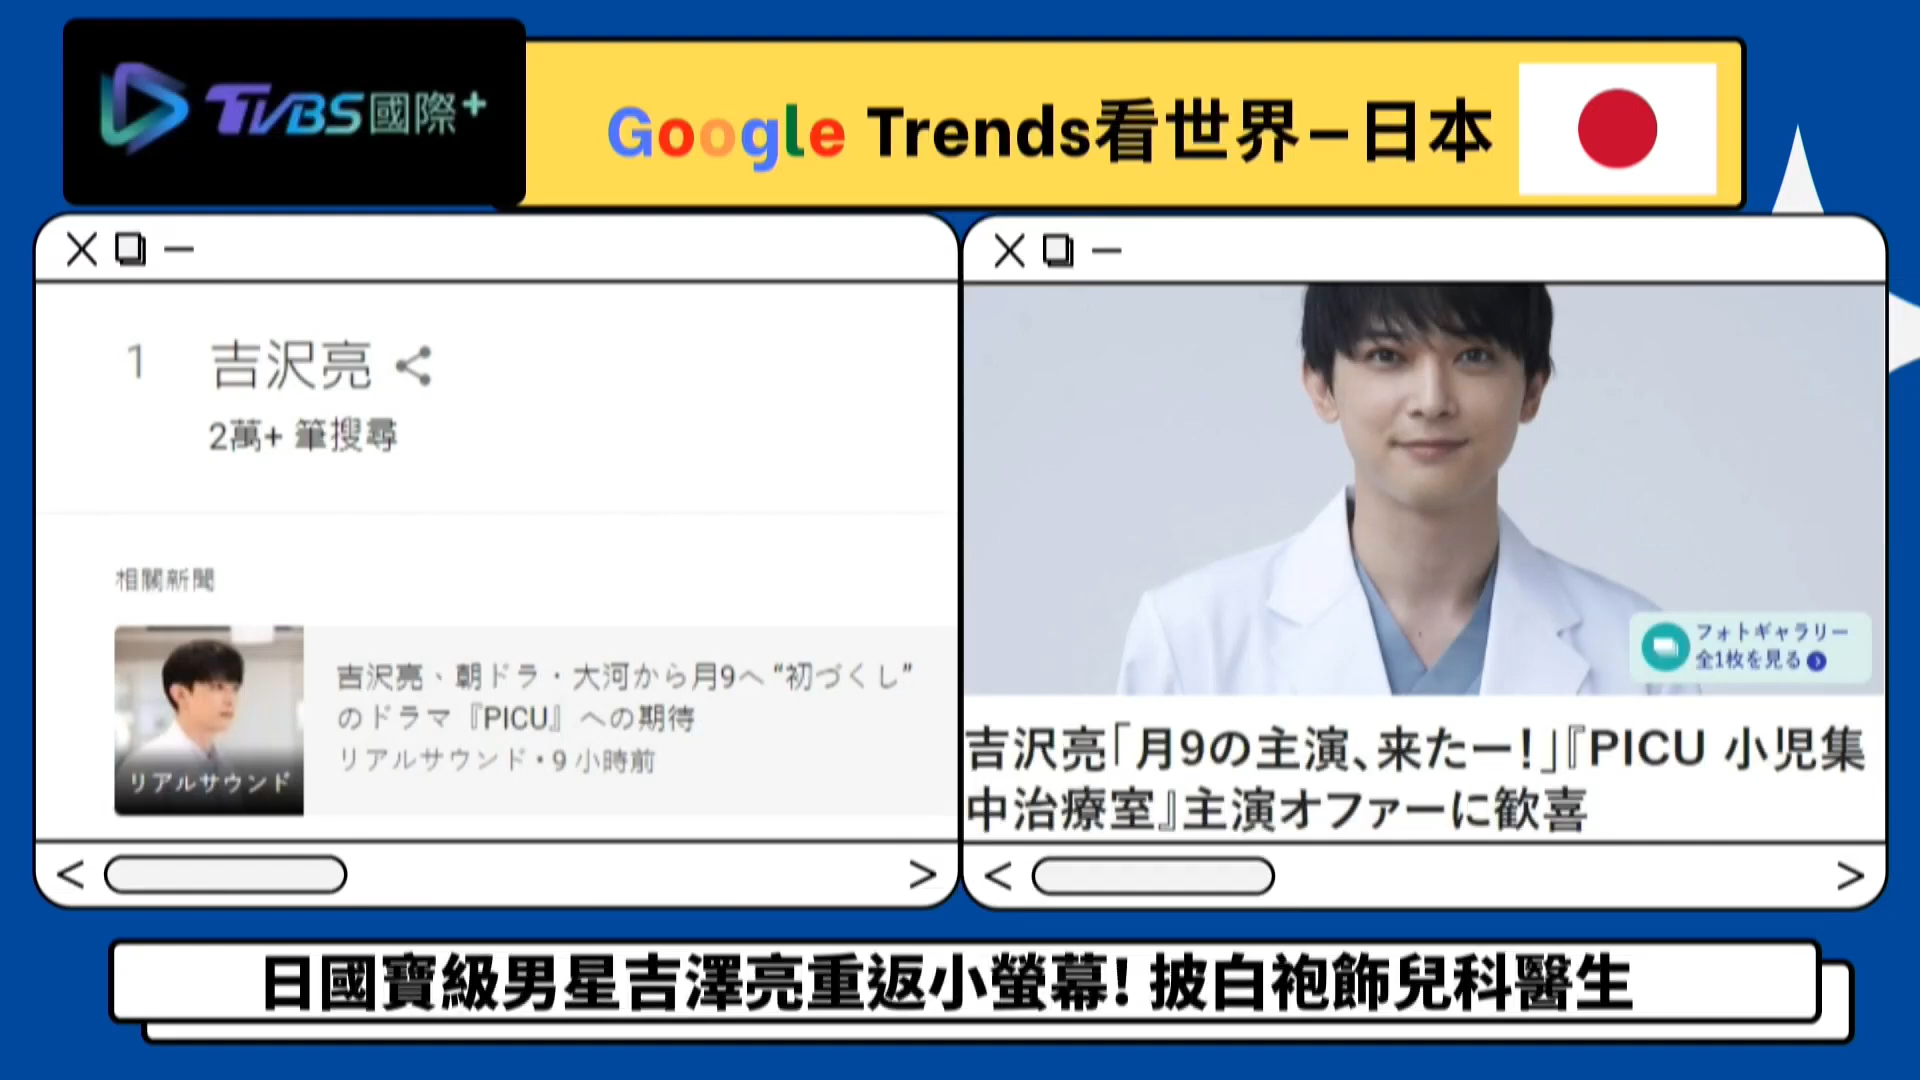 TVBS國際+
Google Trends看世界–日本
1 吉沢亮
2萬+ 筆搜尋
相關新聞
リアルサウンド
吉沢亮、朝ドラ・大河から月9へ “初づくし”
のドラマ『PICU』への期待
リアルサウンド・9 小時前
フォトギャラリー
全1枚を見る
吉沢亮「月9の主演、来たー!」『PICU 小児集
中治療室』主演オファーに歓喜
日國寶級男星吉澤亮重返小螢幕! 披白袍飾兒科醫生